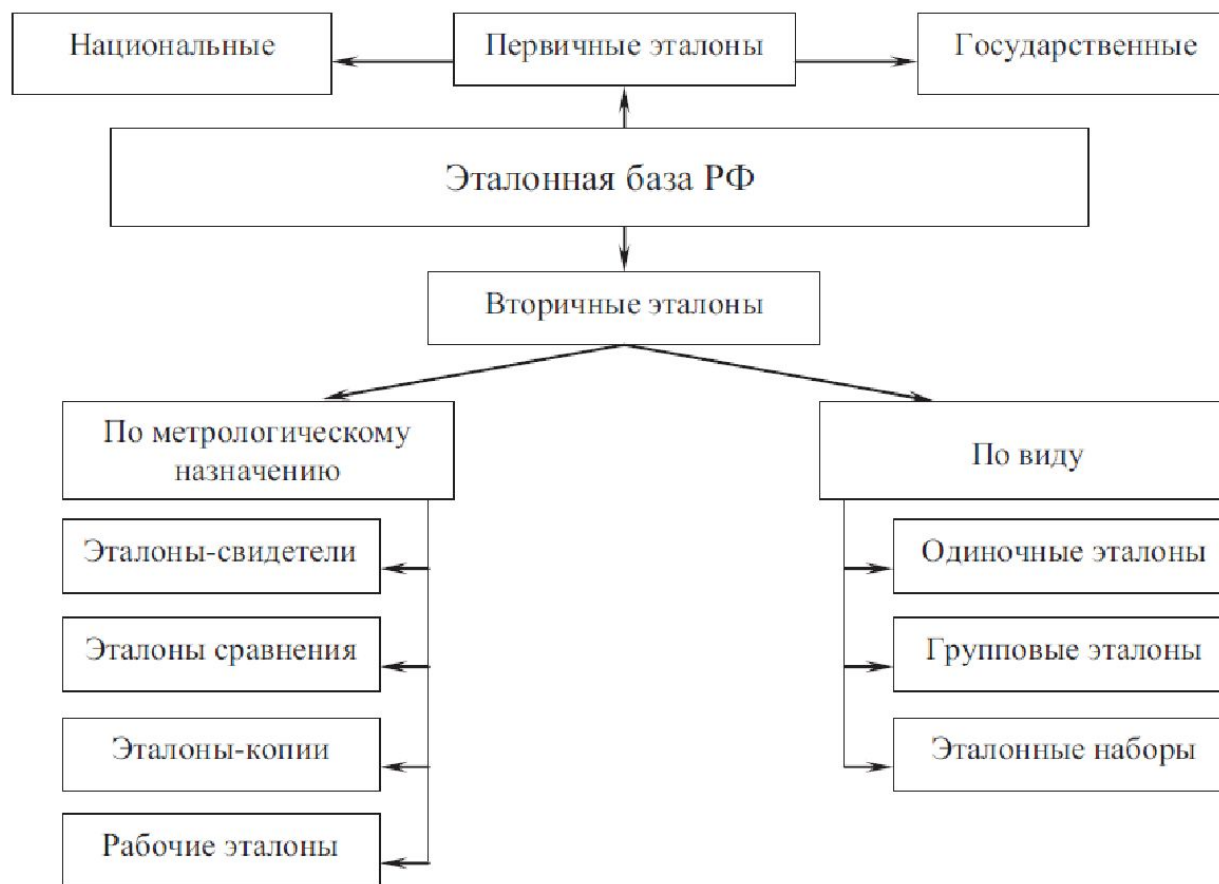 Национальные
Первичные эталоны
Государственные
Эталонная база РФ
Вторичные эталоны
По метрологическому
назначению
По виду
Эталоны-свидетели
Одиночные эталоны
Эталоны сравнения
Групповые эталоны
Эталоны-копии
Эталонные наборы
Рабочие эталоны